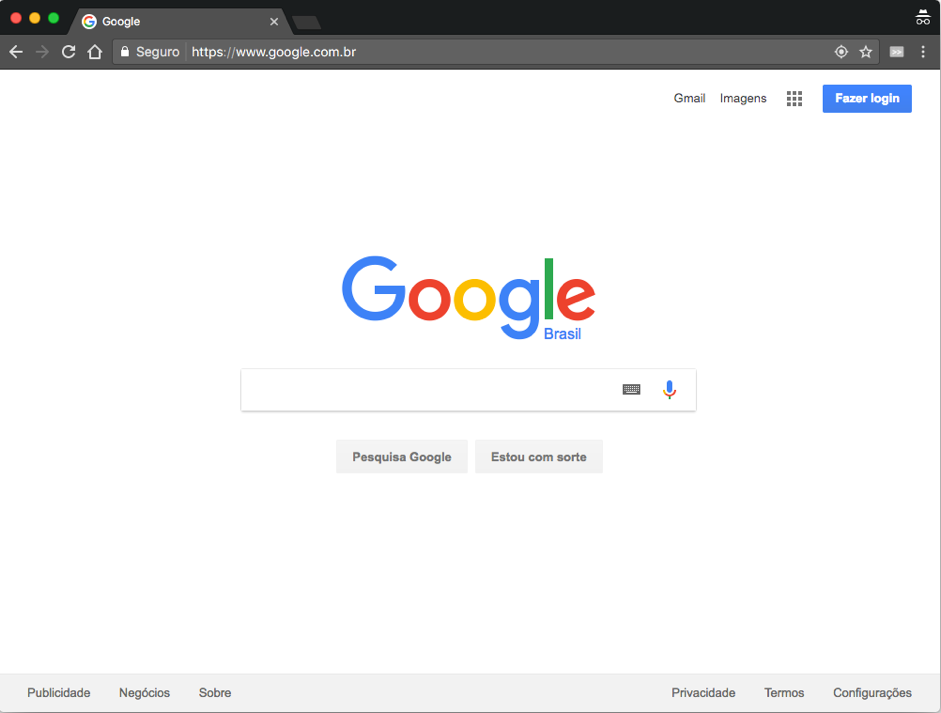 Google
Seguro https://www.google.com.br
Gmail Imagens Fazer login
Google
Brasil
Pesquisa Google Estou com sorte
Publicidade Negócios Sobre Privacidade Termos Configurações